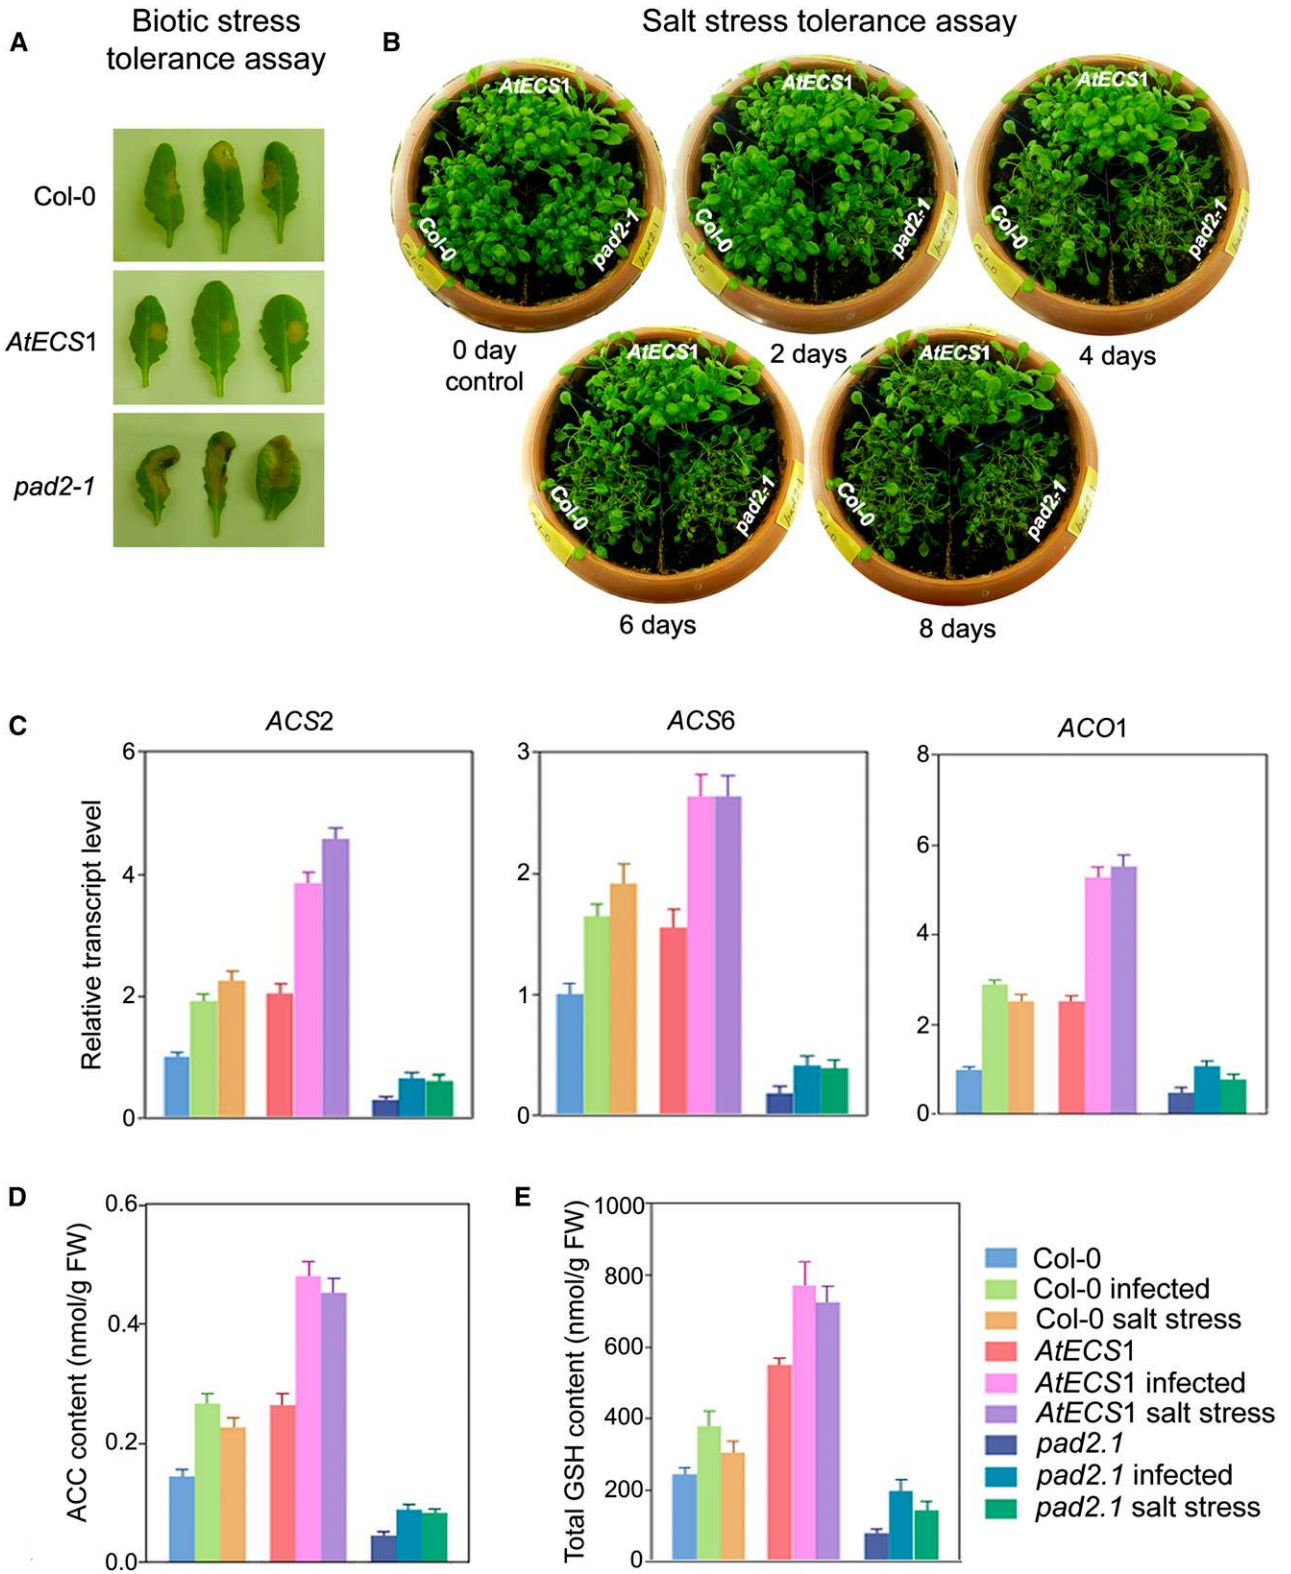 A
Biotic stress
tolerance assay
Col-0
AtECS1
pad2-1
B
Salt stress tolerance assay
AtECS1
Col-0
pad2-1
0 day
control
AtECS1
Col-0
pad2-1
2 days
AtECS1
Col-0
pad2-1
4 days
AtECS1
Col-0
pad2-1
6 days
AtECS1
Col-0
pad2-1
8 days
C
ACS2
Relative transcript level
6
4
2
0
ACS6
3
2
1
0
ACO1
8
6
4
2
0
D
ACC content (nmol/g FW)
0.6
0.4
0.2
0.0
E
Total GSH content (nmol/g FW)
1000
800
600
400
200
0
Col-0
Col-0 infected
Col-0 salt stress
AtECS1
AtECS1 infected
AtECS1 salt stress
pad2.1
pad2.1 infected
pad2.1 salt stress